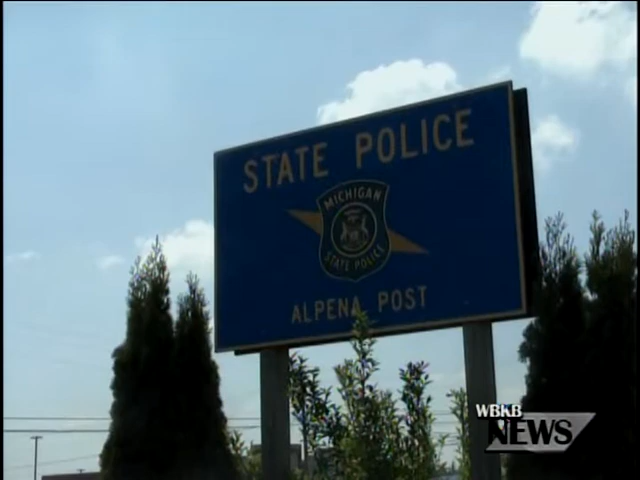 STATE POLICE
MICHIGAN
STATE POLICE
ALPENA POST
WBKB
NEWS